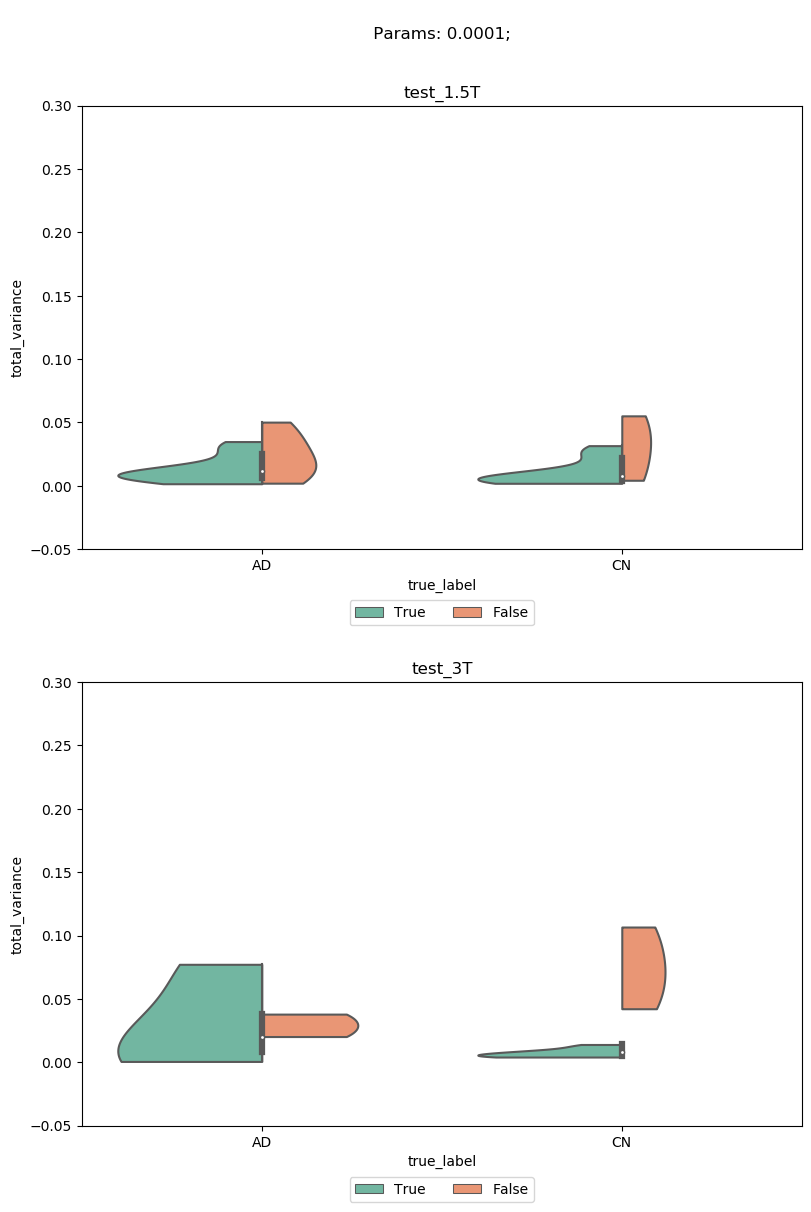 Params: 0.0001;
test_1.5T
0.30
0.25
0.20
0.15
0.10
0.05
0.00
−0.05
total_variance
AD CN
true_label
True False
test_3T
0.30
0.25
0.20
0.15
0.10
0.05
0.00
−0.05
total_variance
AD CN
true_label
True False